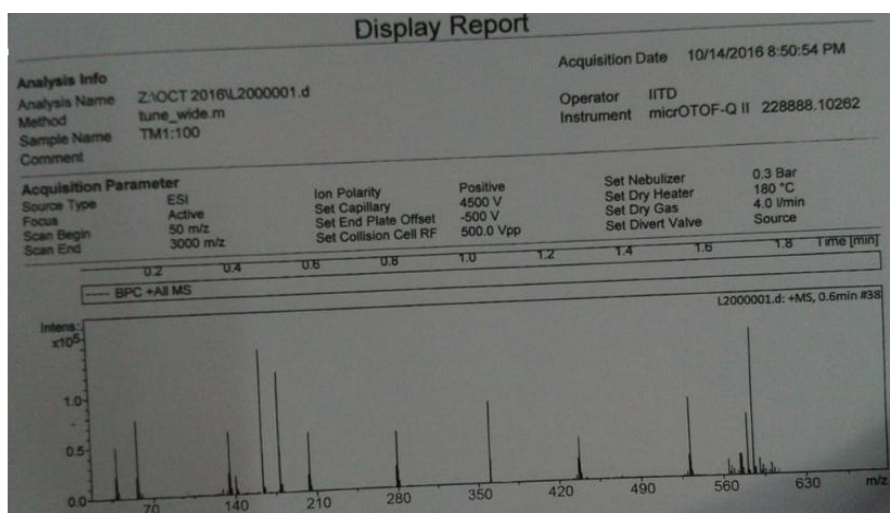 Display Report
Analysis Info
Acquisition Date 10/14/2016 8:50:54 PM
Analysis Name Z:\OCT 2016\L2000001.d
Method tune_wide.m
Operator IITD
Sample Name TM1:100
Instrument micrOTOF-Q II 228888.10262
Comment
Acquisition Parameter
Source Type ESI Ion Polarity Positive Set Nebulizer 0.3 Bar
Focus Active Set Capillary 4500 V Set Dry Heater 180 °C
Scan Begin 50 m/z Set End Plate Offset -500 V Set Dry Gas 4.0 l/min
Scan End 3000 m/z Set Collision Cell RF 500.0 Vpp Set Divert Valve Source
0.2 0.4 0.6 0.8 1.0 1.2 1.4 1.6 1.8 Time [min]
BPC +All MS
L2000001.d: +MS, 0.6min #38
Intens.
x10⁵
1.0
0.5
0.0
70 140 210 280 350 420 490 560 630 m/z